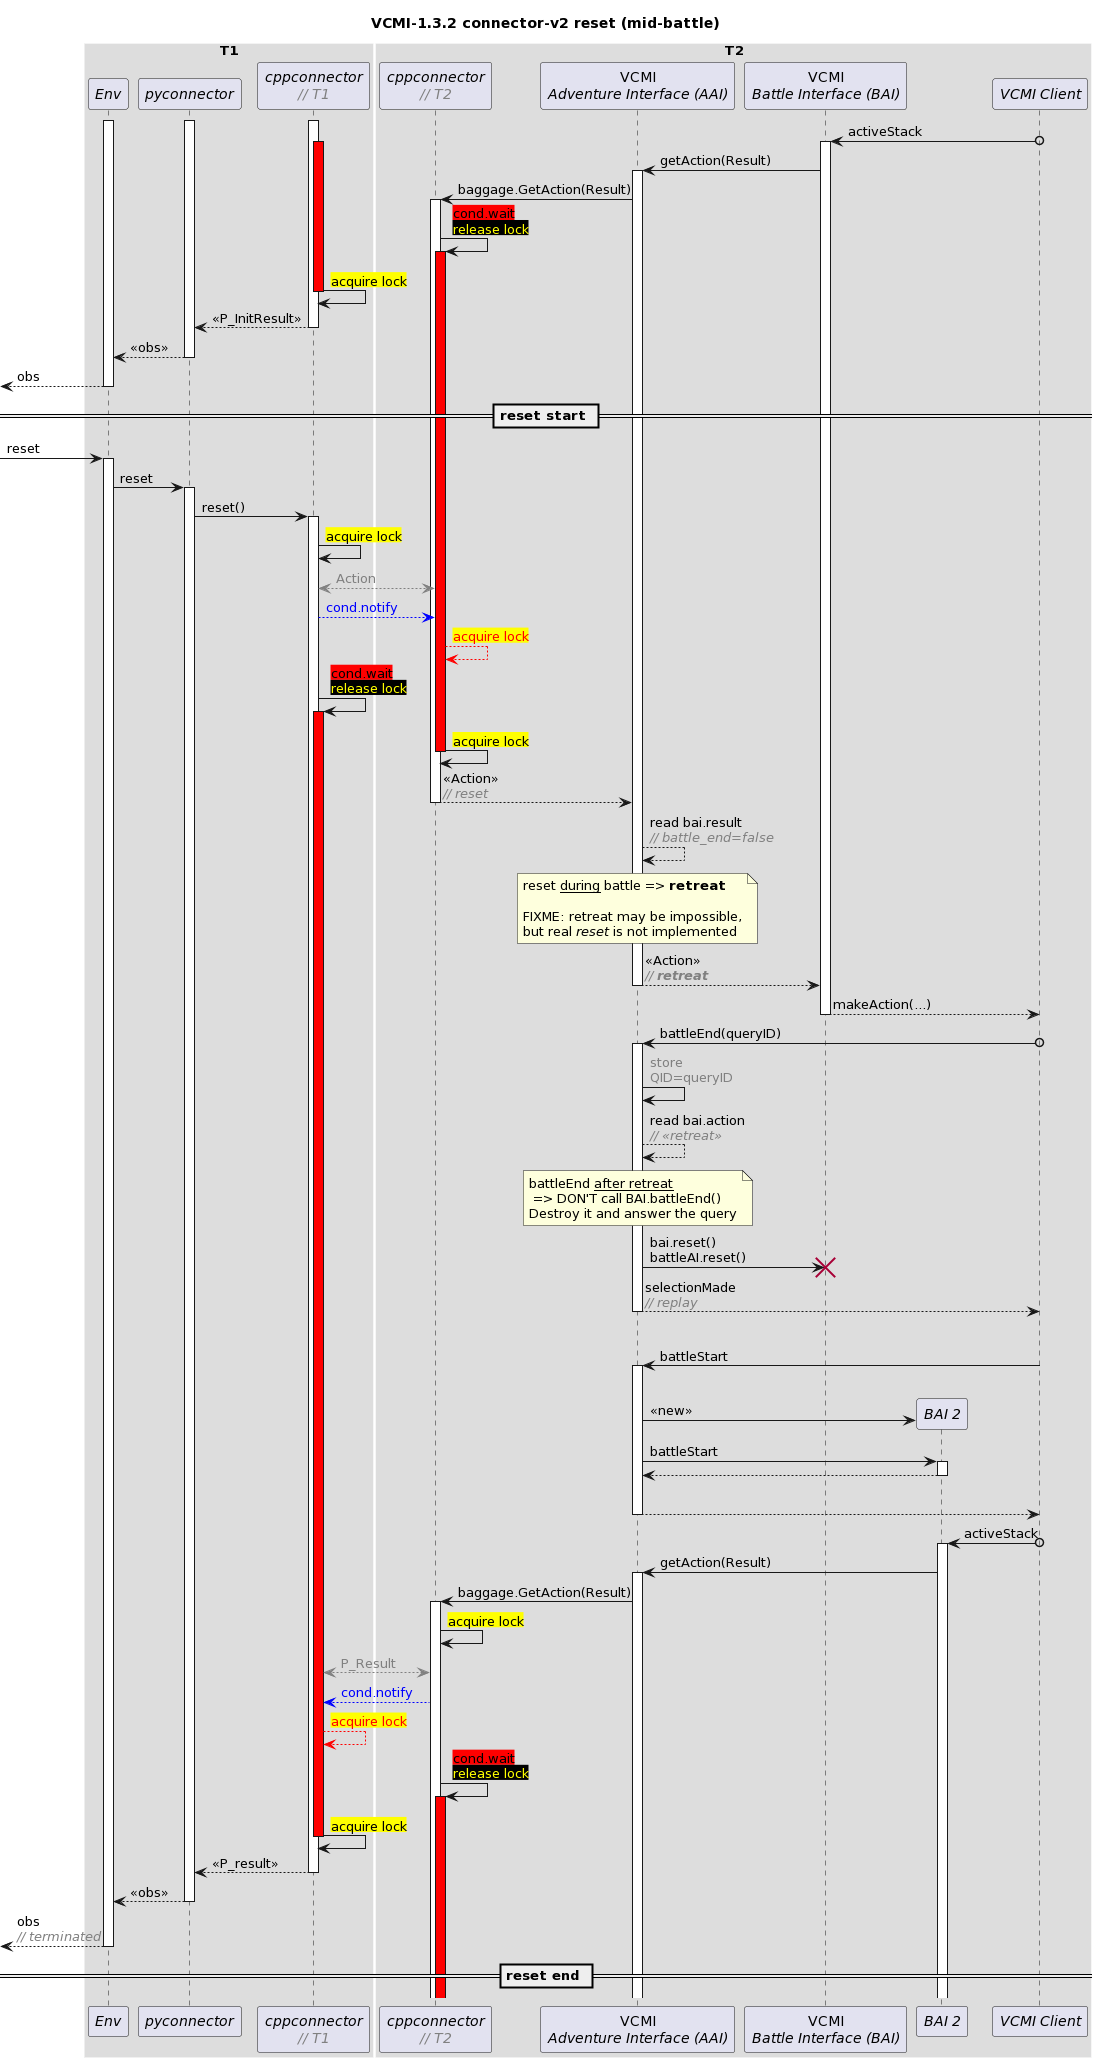 VCMI-1.3.2 connector-v2 reset (mid-battle)
T1
T2
Env
pyconnector
cppconnector
// T1
cppconnector
// T2
VCMI
Adventure Interface (AAI)
VCMI
Battle Interface (BAI)
VCMI Client
activeStack
getAction(Result)
baggage.GetAction(Result)
cond.wait
release lock
acquire lock
«P_InitResult»
«obs»
obs
reset start
reset
reset
reset()
acquire lock
Action
cond.notify
acquire lock
cond.wait
release lock
acquire lock
«Action»
// reset
read bai.result
// battle_end=false
reset during battle => retreat
FIXME: retreat may be impossible,
but real reset is not implemented
«Action»
// retreat
makeAction(...)
battleEnd(queryID)
store
QID=queryID
read bai.action
// «retreat»
battleEnd after retreat
=> DON'T call BAI.battleEnd()
Destroy it and answer the query
bai.reset()
battleAI.reset()
selectionMade
// replay
battleStart
«new»
BAI 2
battleStart
activeStack
getAction(Result)
baggage.GetAction(Result)
acquire lock
P_Result
cond.notify
acquire lock
cond.wait
release lock
acquire lock
«P_result»
«obs»
obs
// terminated
reset end
Env
pyconnector
cppconnector
// T1
cppconnector
// T2
VCMI
Adventure Interface (AAI)
VCMI
Battle Interface (BAI)
BAI 2
VCMI Client